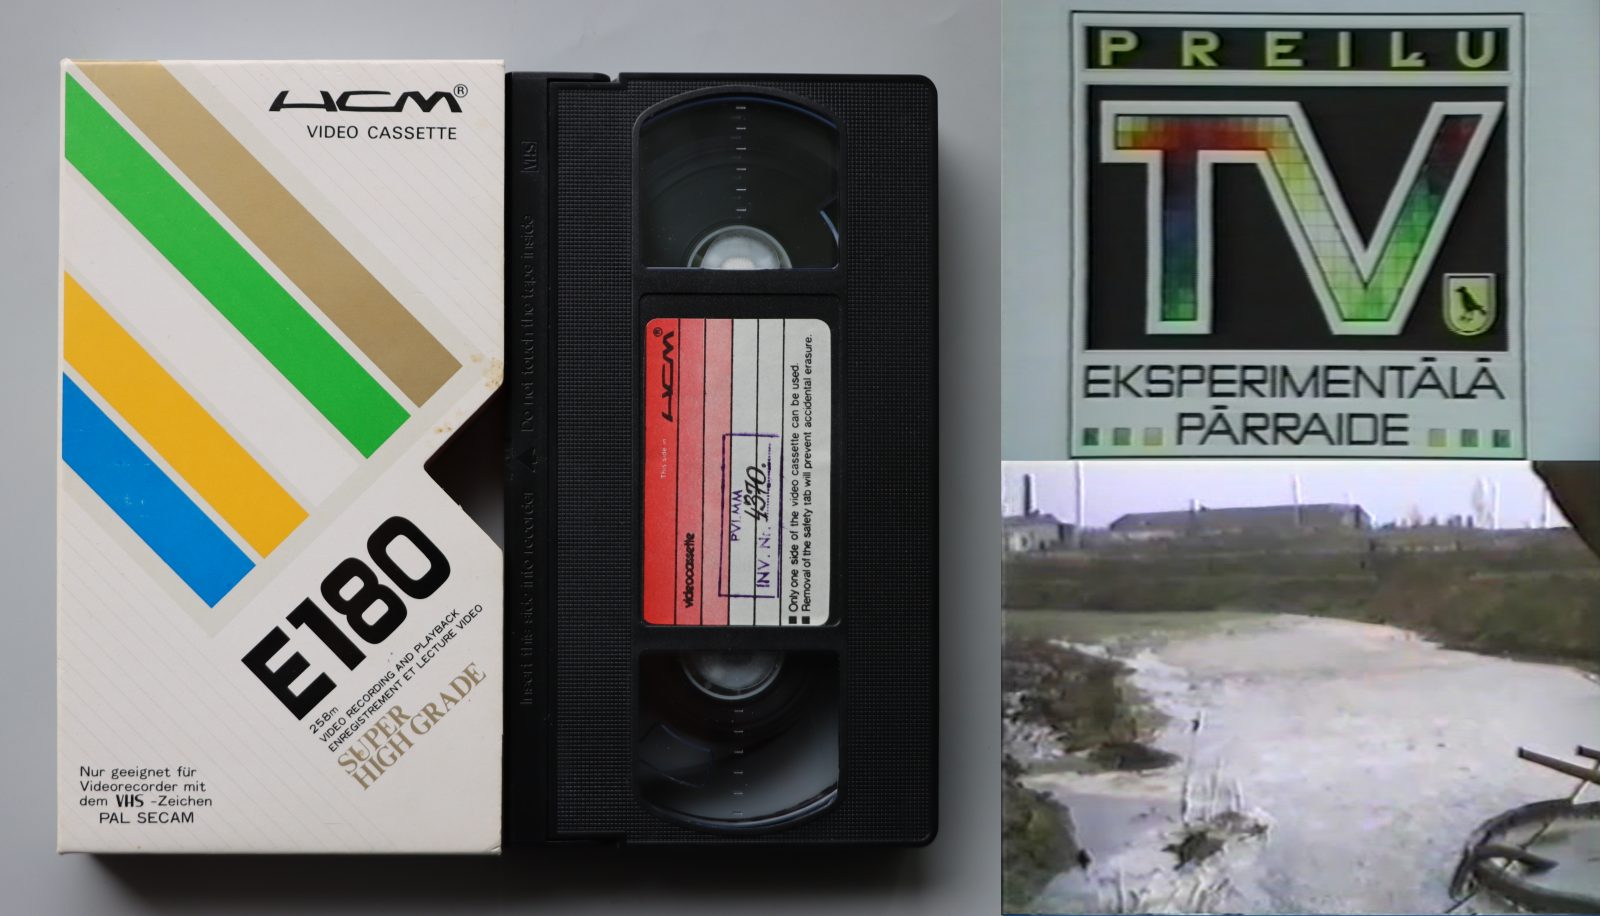 HCM®
VIDEO CASSETTE
E180
258m
VIDEO RECORDING AND PLAYBACK
ENREGISTREMENT ET LECTURE VIDEO
SUPER
HIGH GRADE
Nur geeignet für
Videorecorder mit
dem VHS -Zeichen
PAL SECAM
VHS
Do not touch the tape inside
Insert this side into recorder
HCM®
This side in
videocassette
PVLMM
INV. Nr. 4370.
Only one side of the video cassette can be used.
Removal of the safety tab will prevent accidental erasure.
PREIĻU
TV
EKSPERIMENTĀLĀ
PĀRRAIDE